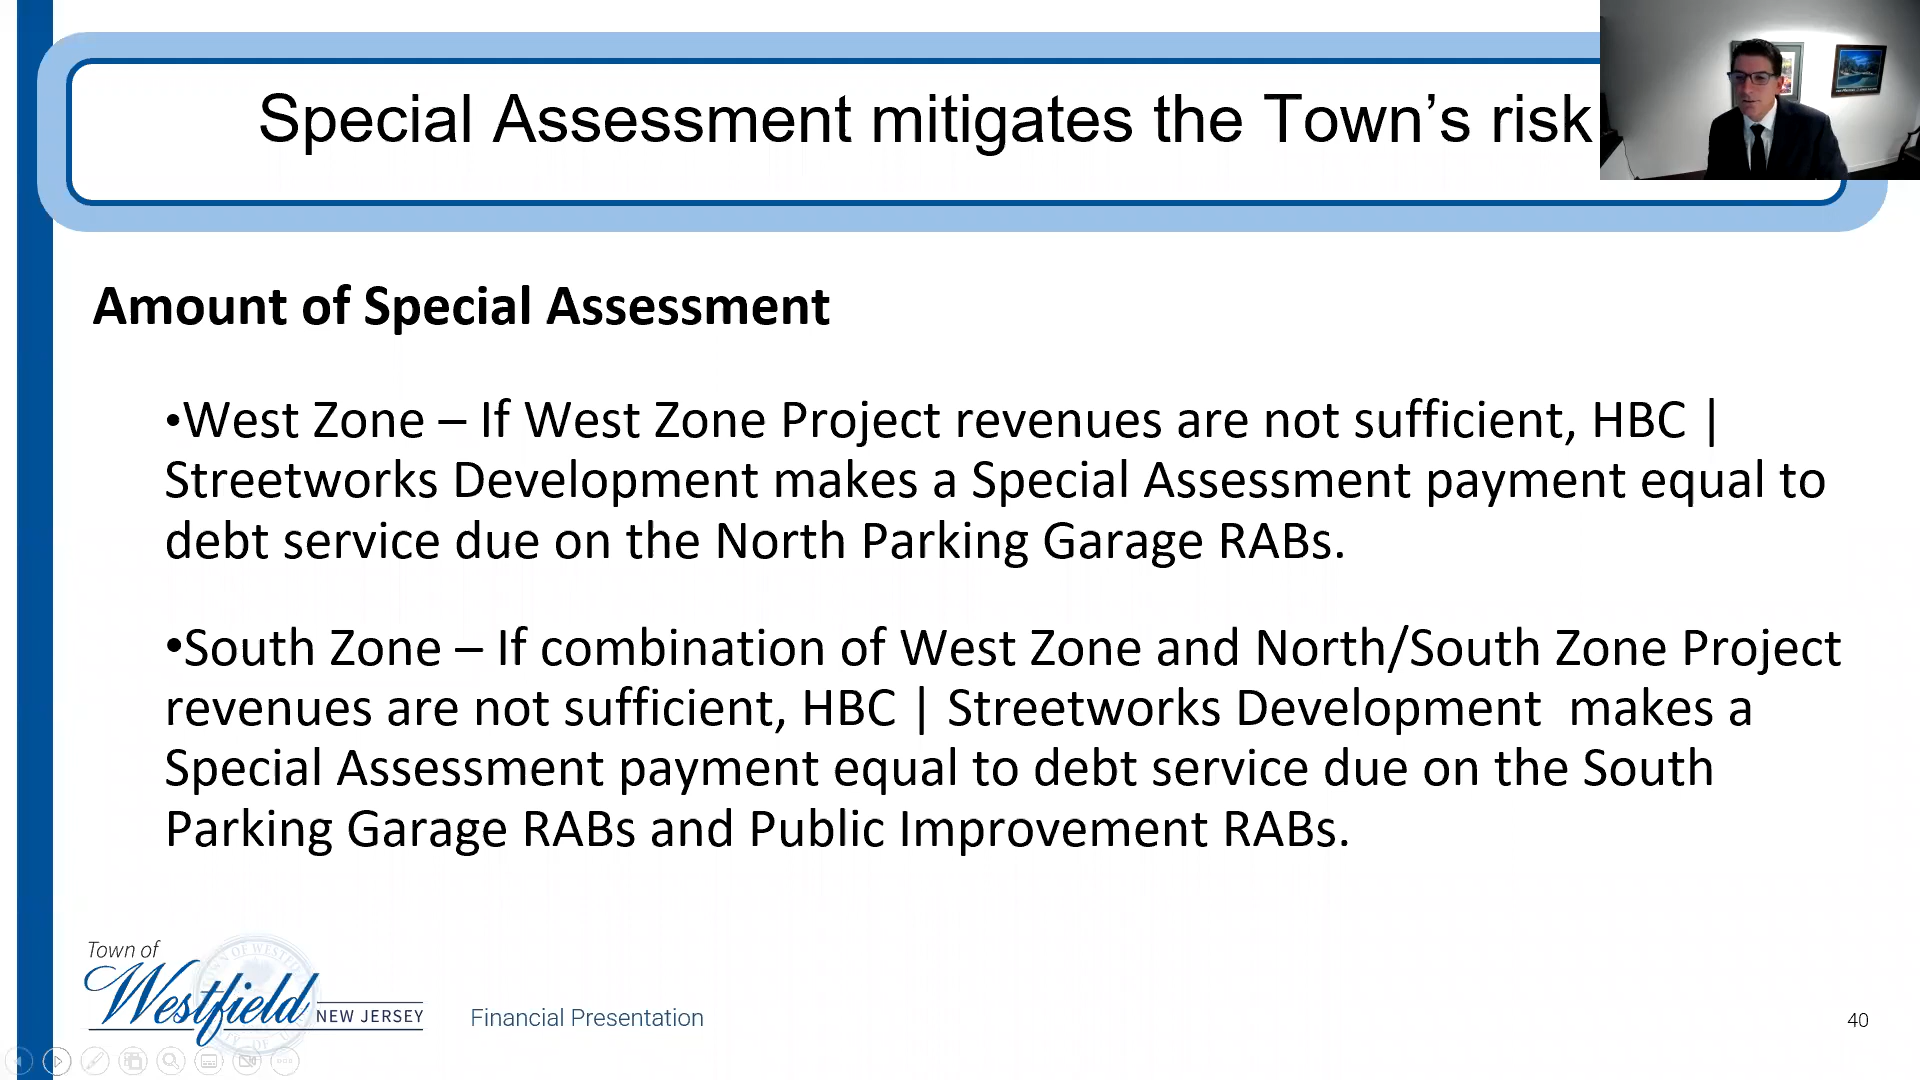 Special Assessment mitigates the Town’s risk
Amount of Special Assessment
•West Zone – If West Zone Project revenues are not sufficient, HBC |
Streetworks Development makes a Special Assessment payment equal to
debt service due on the North Parking Garage RABs.
•South Zone – If combination of West Zone and North/South Zone Project
revenues are not sufficient, HBC | Streetworks Development  makes a
Special Assessment payment equal to debt service due on the South
Parking Garage RABs and Public Improvement RABs.
Town of
Westfield
NEW JERSEY
Financial Presentation
40